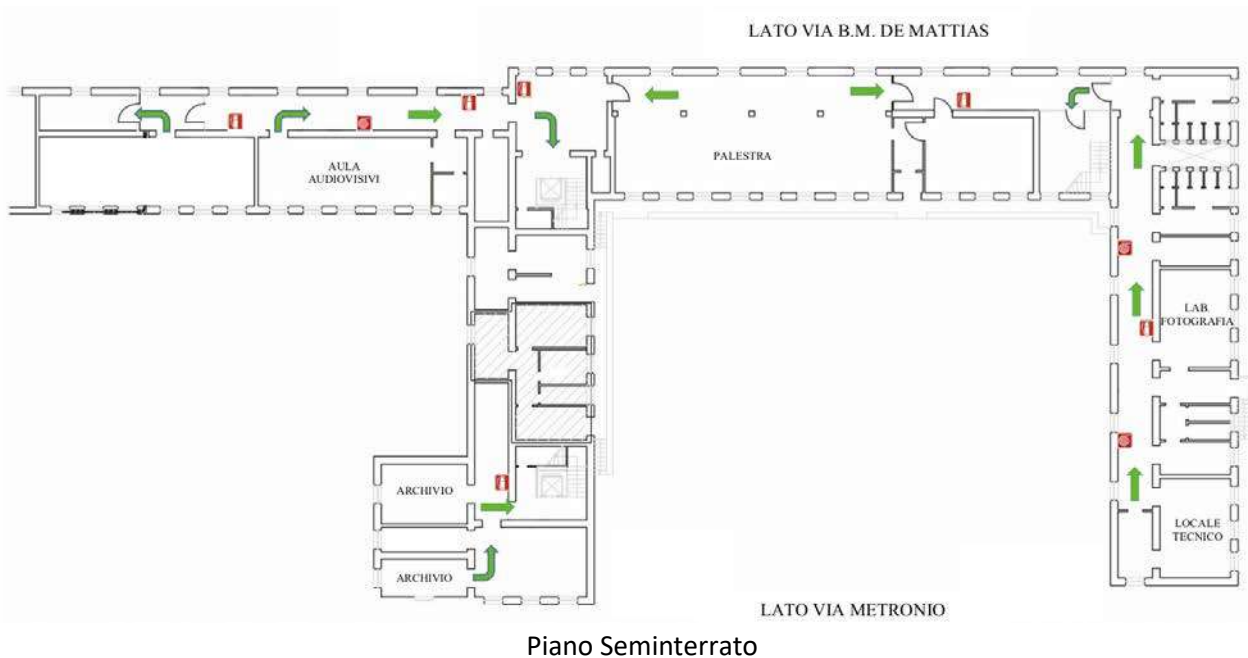 LATO VIA B.M. DE MATTIAS
PALESTRA
AULA
AUDIOVISIVI
LAB.
FOTOGRAFIA
ARCHIVIO
LOCALE
TECNICO
ARCHIVIO
LATO VIA METRONIO
Piano Seminterrato